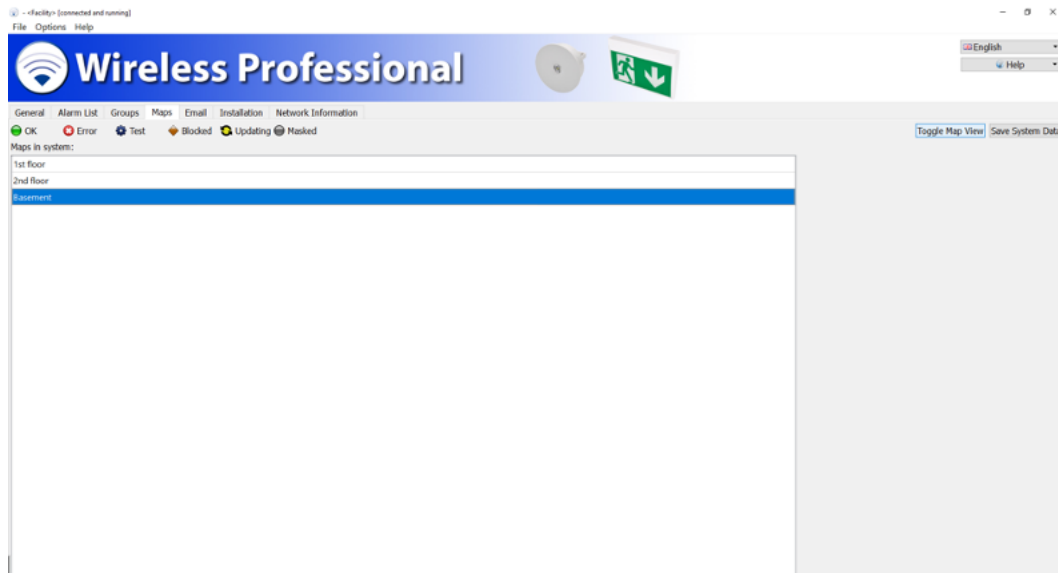 - <Facility> [connected and running]
File Options Help
Wireless Professional
English
Help
General Alarm List Groups Maps Email Installation Network Information
OK Error Test Blocked Updating Masked
Toggle Map View Save System Data
Maps in system:
1st floor
2nd floor
Basement